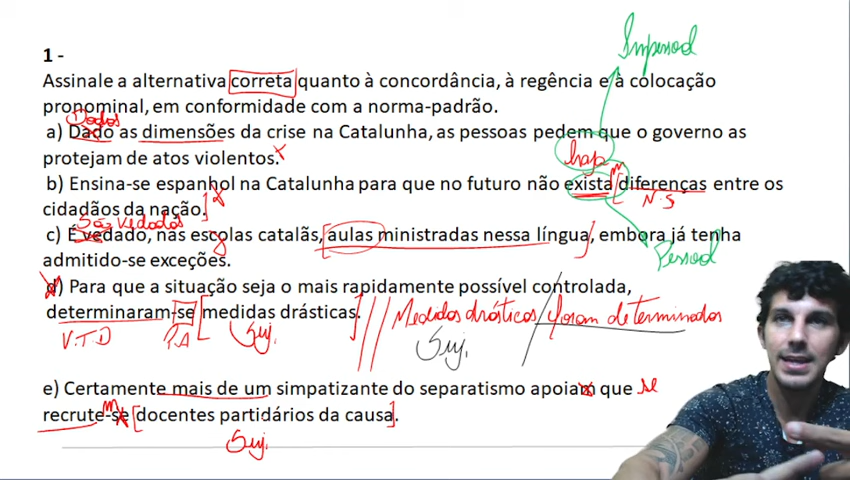 Impessoal
1 -
Assinale a alternativa correta quanto à concordância, à regência e à colocação
pronominal, em conformidade com a norma-padrão.
Dados
a) Dado as dimensões da crise na Catalunha, as pessoas pedem que o governo as
protejam de atos violentos. x
haja m
b) Ensina-se espanhol na Catalunha para que no futuro não exista diferenças entre os
N.S
cidadãos da nação. x
São vedadas
c) É vedado, nas escolas catalãs, aulas ministradas nessa língua, embora já tenha
Pessoal
admitido-se exceções.
d) Para que a situação seja o mais rapidamente possível controlada,
determinaram-se medidas drásticas. Medidas drásticas foram determinadas
V.T.D P.A Suj. Suj.
e) Certamente mais de um simpatizante do separatismo apoiam que se
recrute-se m docentes partidários da causa.
Suj.